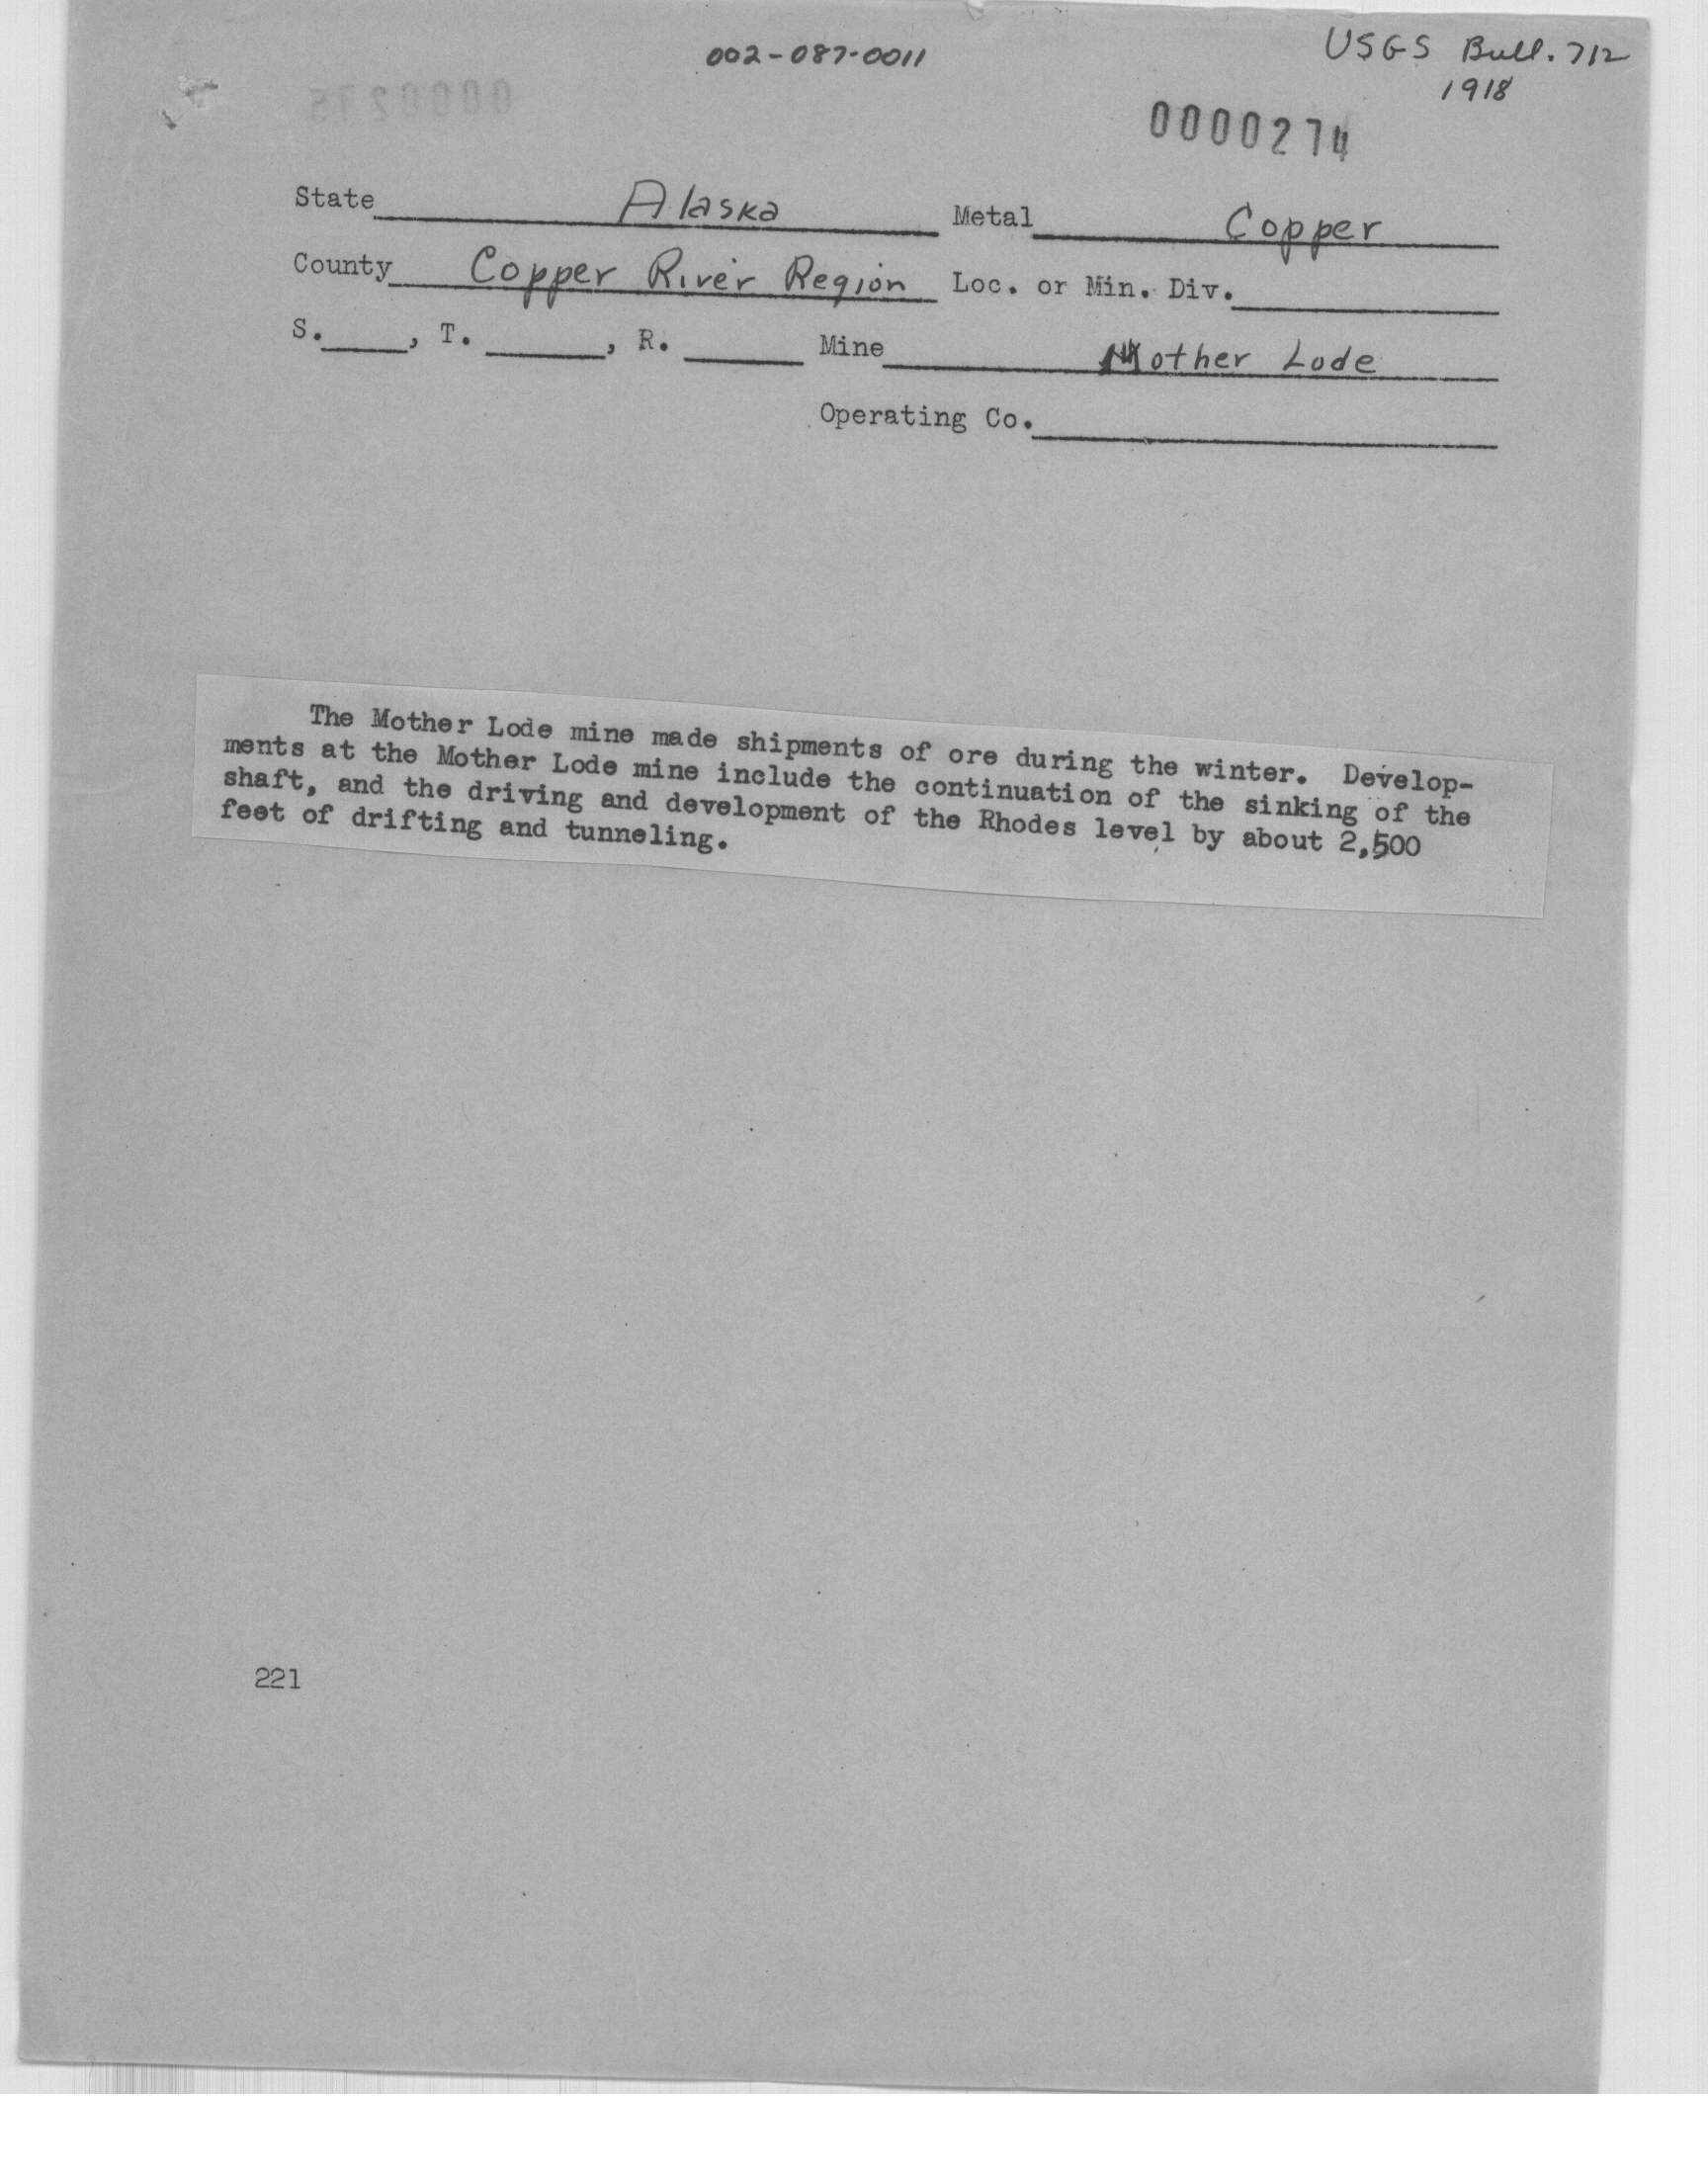 002-087-0011
USGS Bull. 712
1918
0000275
0000274
State Alaska Metal Copper
County Copper River Region Loc. or Min. Div.
S. , T. , R. Mine Mother Lode
Operating Co.
The Mother Lode mine made shipments of ore during the winter. Develop-
ments at the Mother Lode mine include the continuation of the sinking of the
shaft, and the driving and development of the Rhodes level by about 2,500
feet of drifting and tunneling.
221